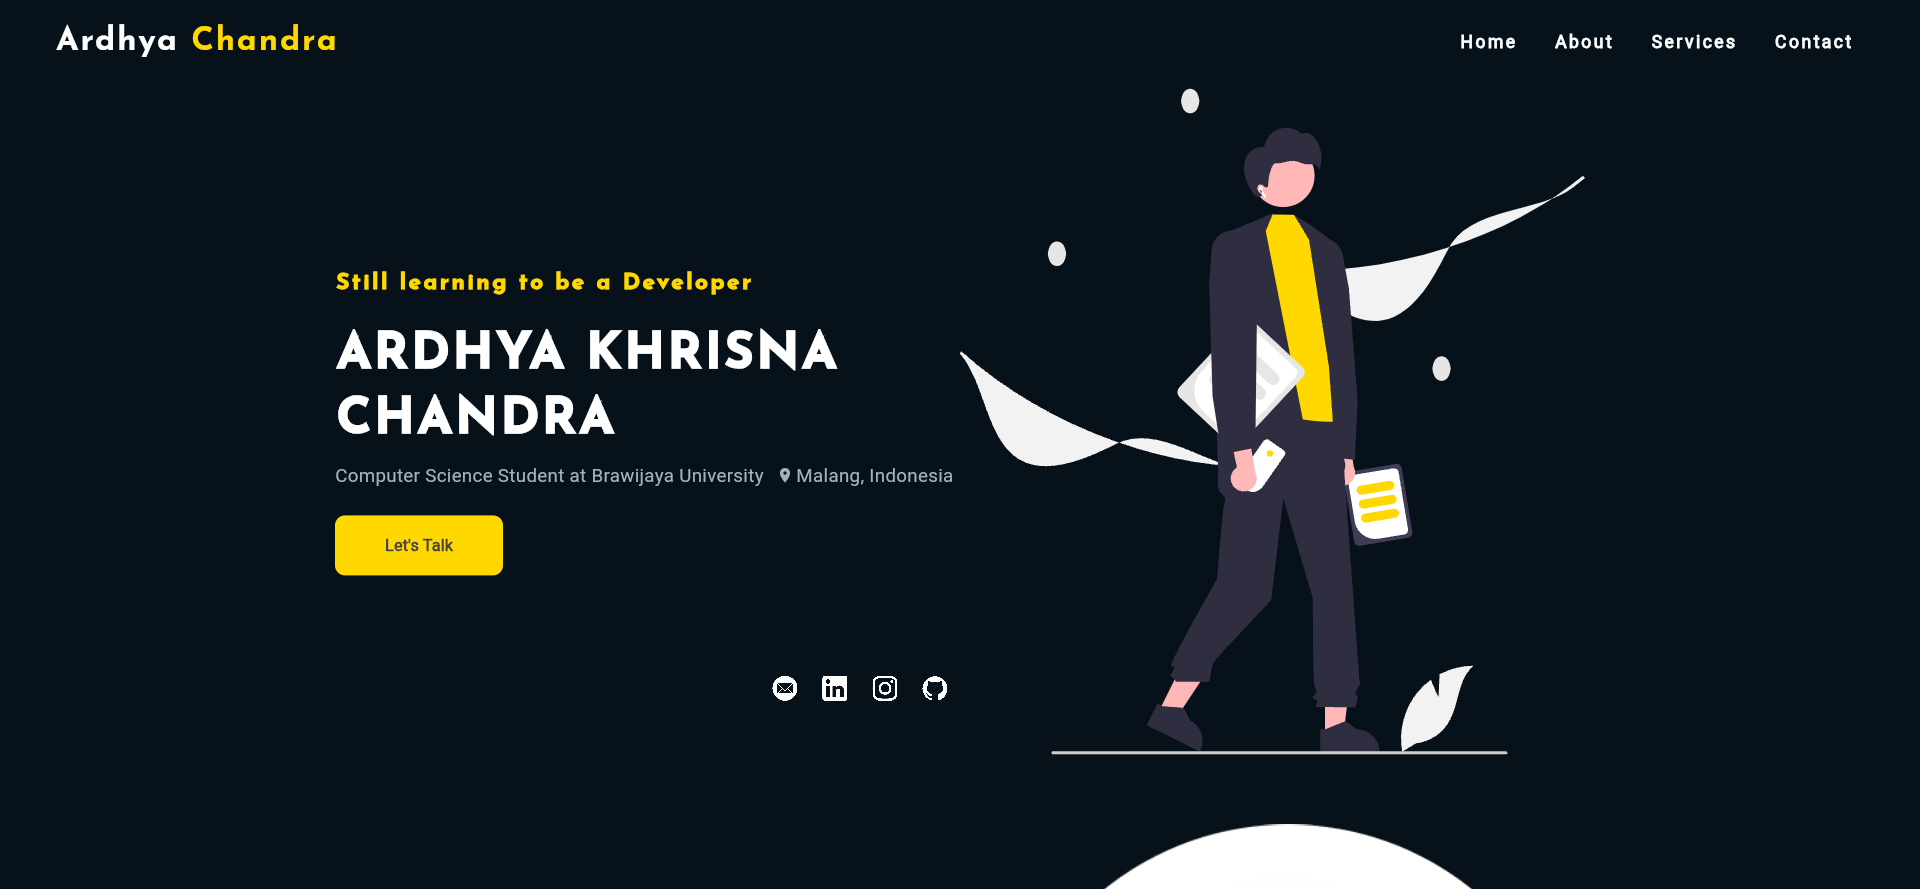 Ardhya Chandra
Home About Services Contact
Still learning to be a Developer
ARDHYA KHRISNA
CHANDRA
Computer Science Student at Brawijaya University Malang, Indonesia
Let's Talk
in